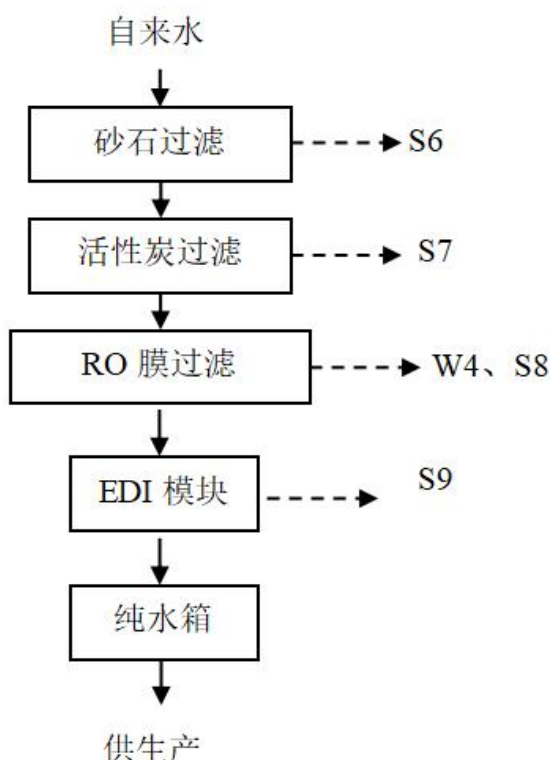 自来水
砂石过滤
S6
活性炭过滤
S7
RO 膜过滤
W4、S8
EDI 模块
S9
纯水箱
供生产